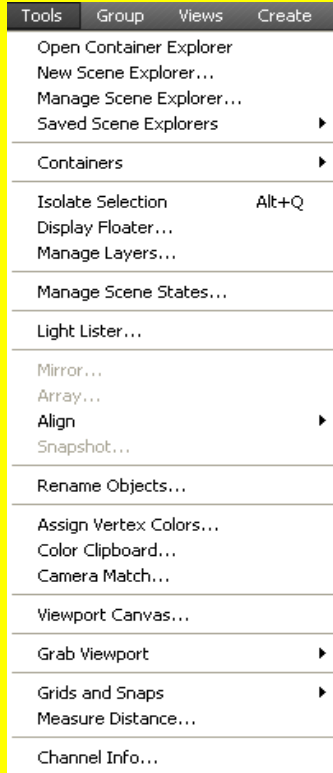 Tools Group Views Create
Open Container Explorer
New Scene Explorer...
Manage Scene Explorer...
Saved Scene Explorers
Containers
Isolate Selection Alt+Q
Display Floater...
Manage Layers...
Manage Scene States...
Light Lister...
Mirror...
Array...
Align
Snapshot...
Rename Objects...
Assign Vertex Colors...
Color Clipboard...
Camera Match...
Viewport Canvas...
Grab Viewport
Grids and Snaps
Measure Distance...
Channel Info...